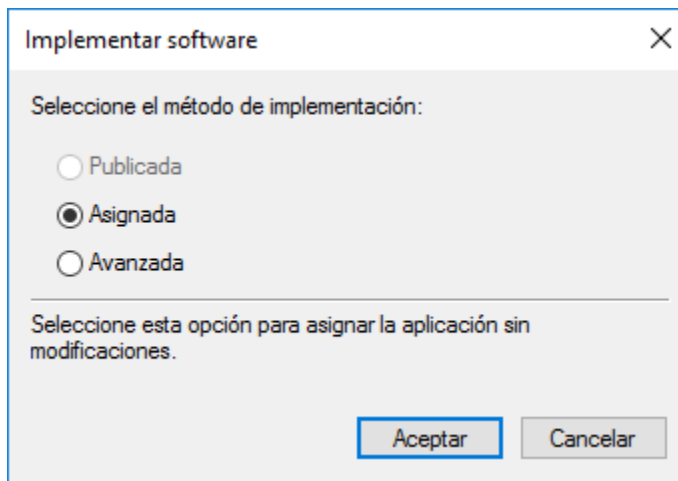 Implementar software
Seleccione el método de implementación:
Publicada
Asignada
Avanzada
Seleccione esta opción para asignar la aplicación sin
modificaciones.
Aceptar
Cancelar